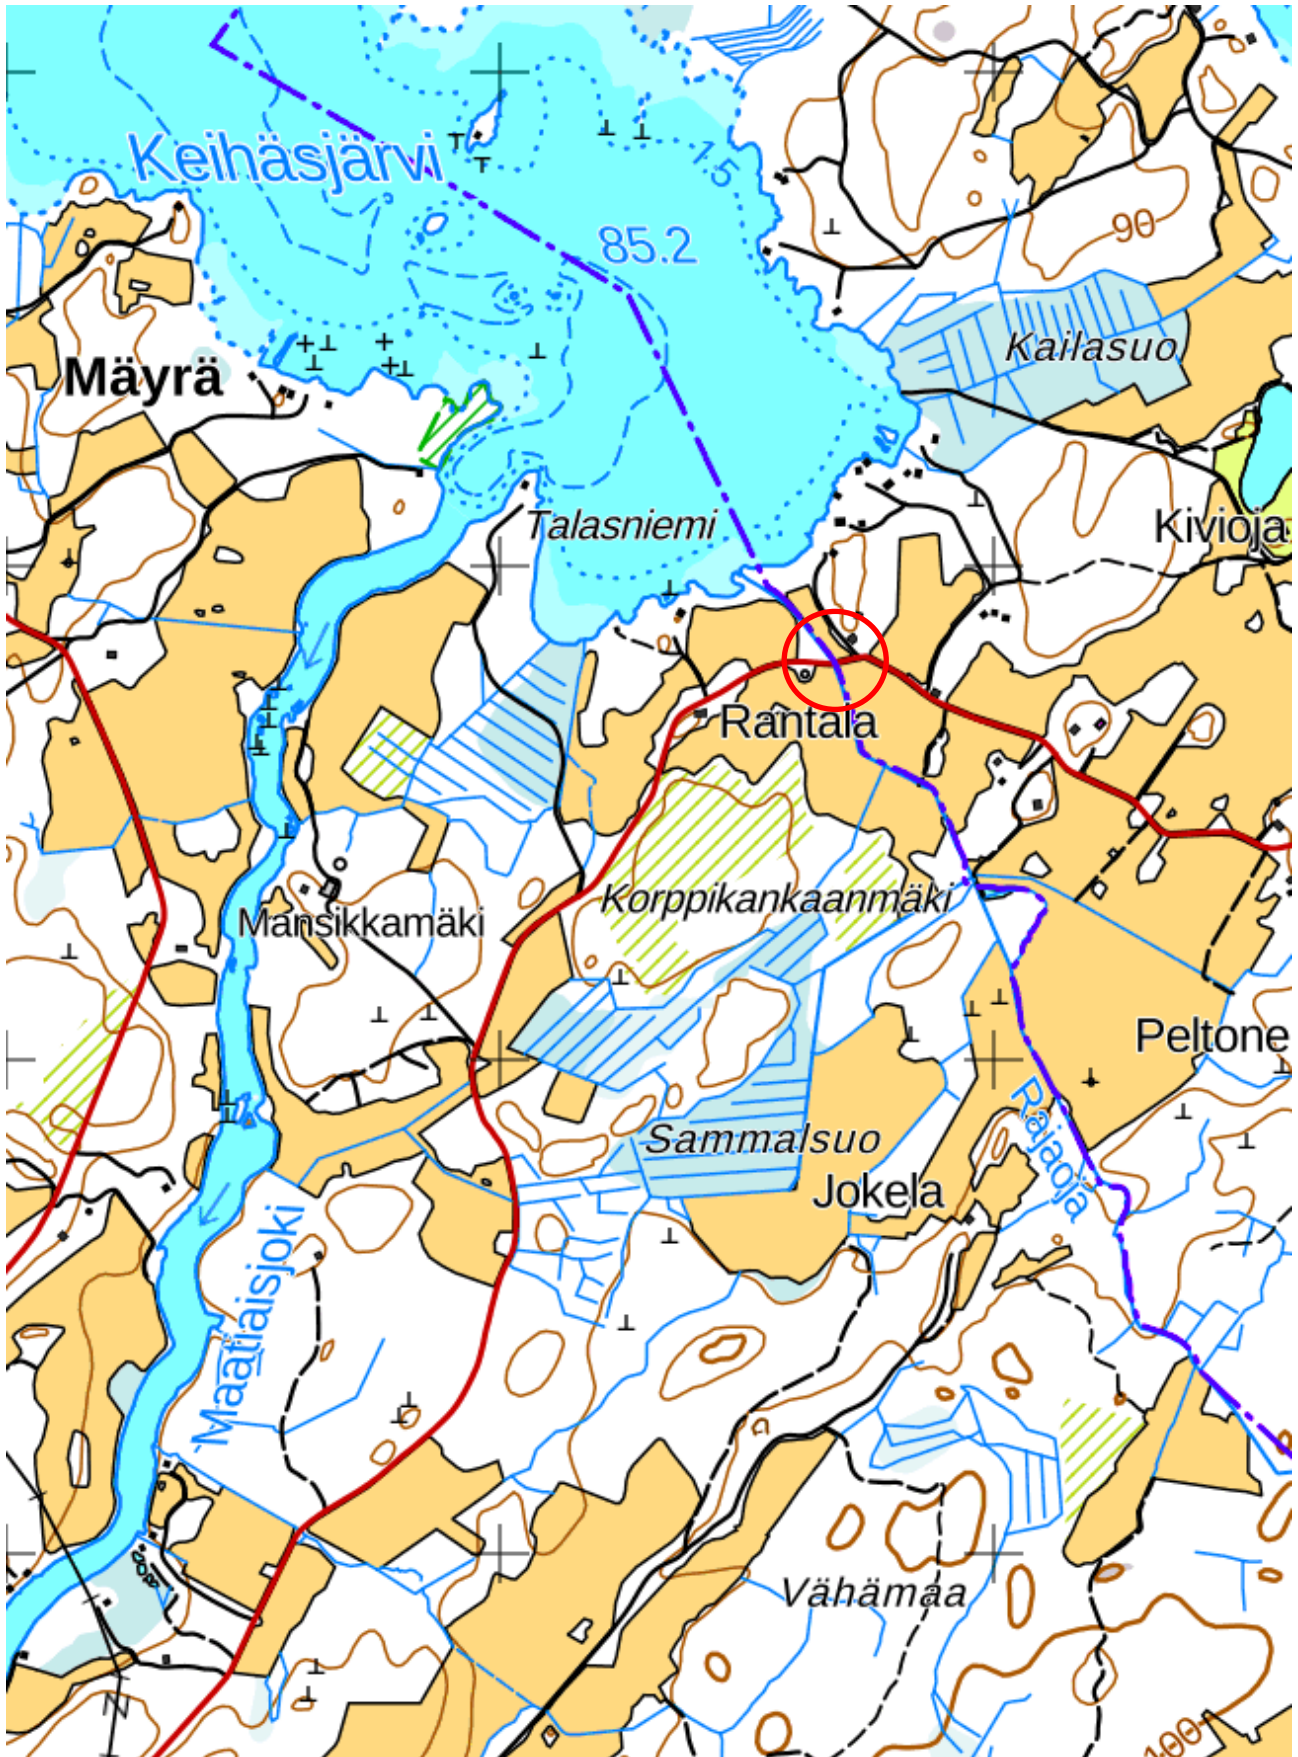 Keihäsjärvi
1.5
90
85.2
Kailasuo
Mäyrä
Talasniemi
Kivioja
Rantala
Korppikankaanmäki
Mansikkamäki
Peltone
Rajaoja
Sammalsuo
Jokela
Maatiaisjoki
Vähämaa
N
100